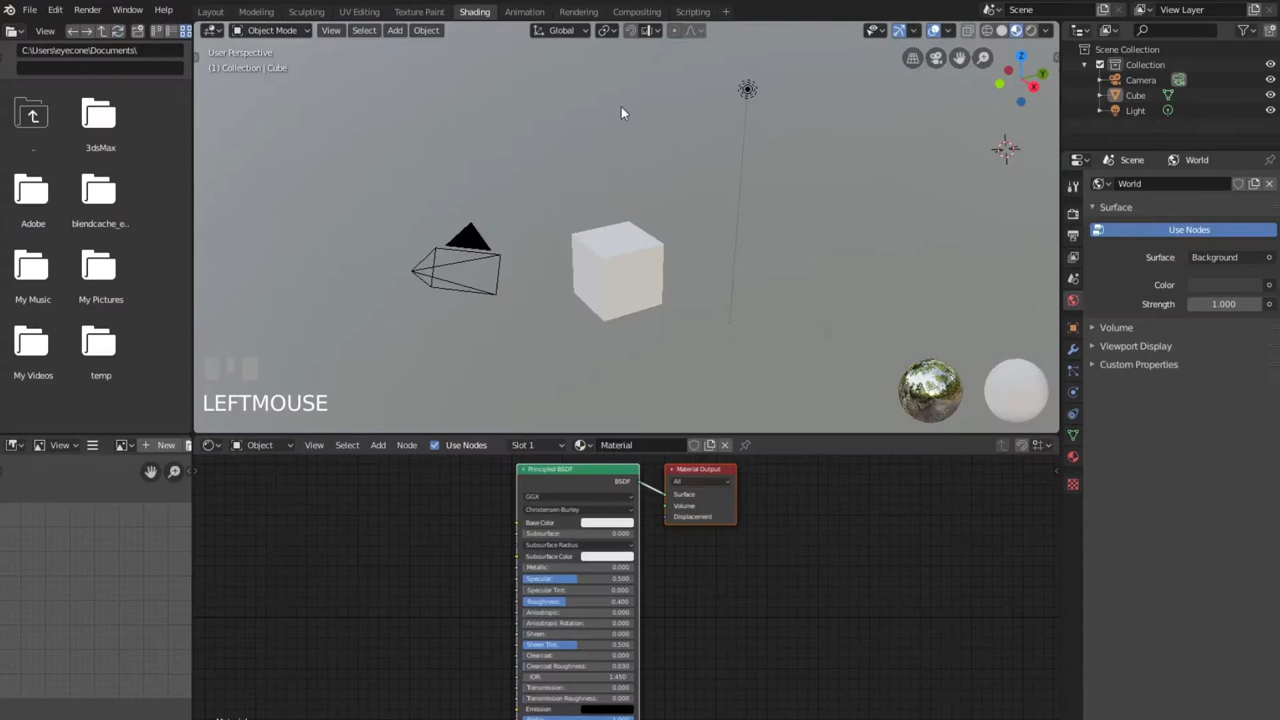 File Edit Render Window Help Layout Modeling Sculpting UV Editing Texture Paint Shading Animation Rendering Compositing Scripting + Scene View Layer
View
Object Mode View Select Add Object Global
C:\Users\eyecone\Documents\
User Perspective
(1) Collection | Cube
Z
Y
X
Scene Collection
Collection
Camera
Cube
Light
..
3dsMax
Adobe
blendcache_e..
My Music
My Pictures
My Videos
temp
Scene World
World
Surface
Use Nodes
Surface Background
Color
Strength 1.000
Volume
Viewport Display
Custom Properties
LEFTMOUSE
View New
Object View Select Add Node Use Nodes Slot 1 Material
Principled BSDF
BSDF
GGX
Christensen-Burley
Base Color
Subsurface: 0.000
Subsurface Radius
Subsurface Color
Metallic: 0.000
Specular: 0.500
Specular Tint: 0.000
Roughness: 0.400
Anisotropic: 0.000
Anisotropic Rotation: 0.000
Sheen: 0.000
Sheen Tint: 0.500
Clearcoat: 0.000
Clearcoat Roughness: 0.030
IOR: 1.450
Transmission: 0.000
Transmission Roughness: 0.000
Emission
Material Output
All
Surface
Volume
Displacement